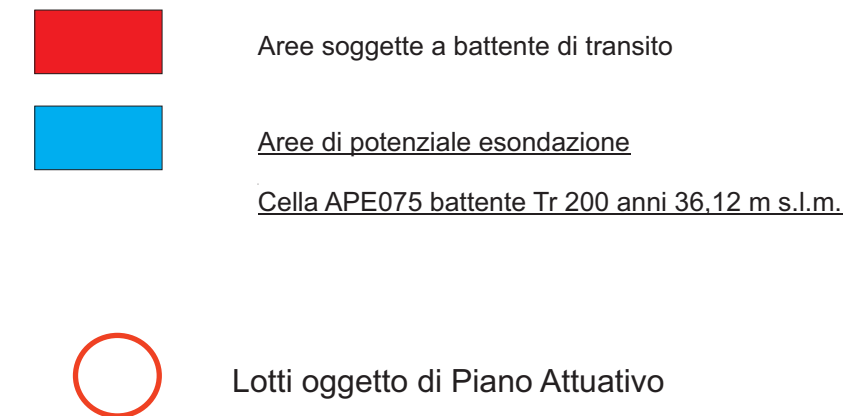 Aree soggette a battente di transito
Aree di potenziale esondazione
Cella APE075 battente Tr 200 anni 36,12 m s.l.m.
Lotti oggetto di Piano Attuativo